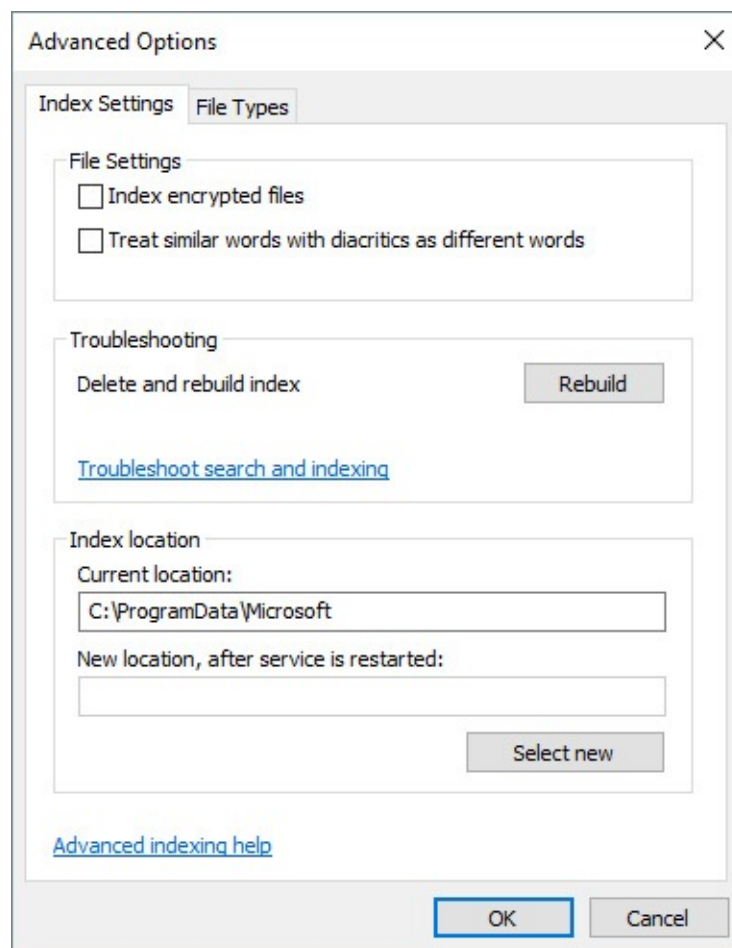 Advanced Options
Index Settings
File Types
File Settings
Index encrypted files
Treat similar words with diacritics as different words
Troubleshooting
Delete and rebuild index
Rebuild
Troubleshoot search and indexing
Index location
Current location:
C:\ProgramData\Microsoft
New location, after service is restarted:
Select new
Advanced indexing help
OK
Cancel